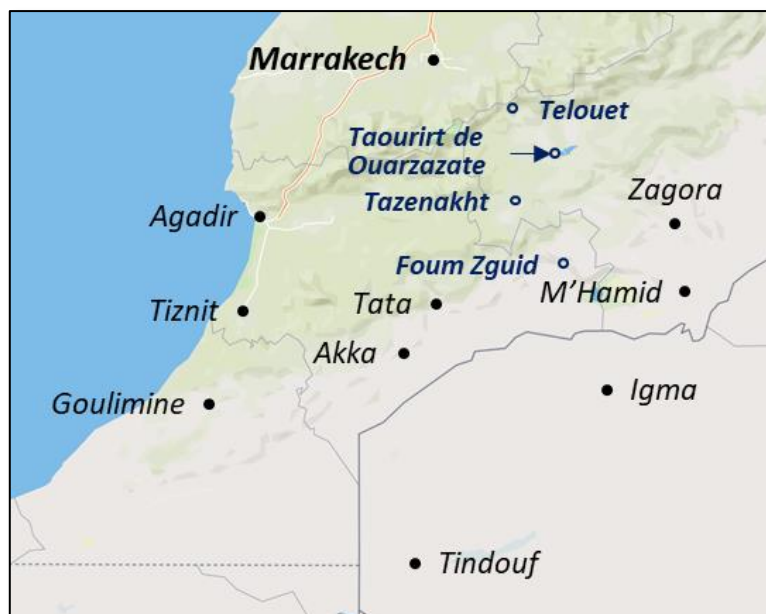 Marrakech
Telouet
Taourirt de
Ouarzazate
Tazenakht
Zagora
Agadir
Foum Zguid
M'Hamid
Tiznit
Tata
Akka
Goulimine
Igma
Tindouf